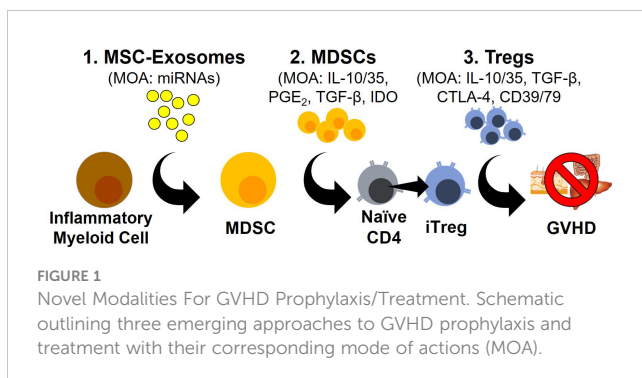 1. MSC-Exosomes
(MOA: miRNAs)
2. MDSCs
(MOA: IL-10/35,
PGE2, TGF-β, IDO
3. Tregs
(MOA: IL-10/35, TGF-β,
CTLA-4, CD39/79
Inflammatory
Myeloid Cell
MDSC
Naïve
CD4
iTreg
GVHD
FIGURE 1
Novel Modalities For GVHD Prophylaxis/Treatment. Schematic
outlining three emerging approaches to GVHD prophylaxis and
treatment with their corresponding mode of actions (MOA).